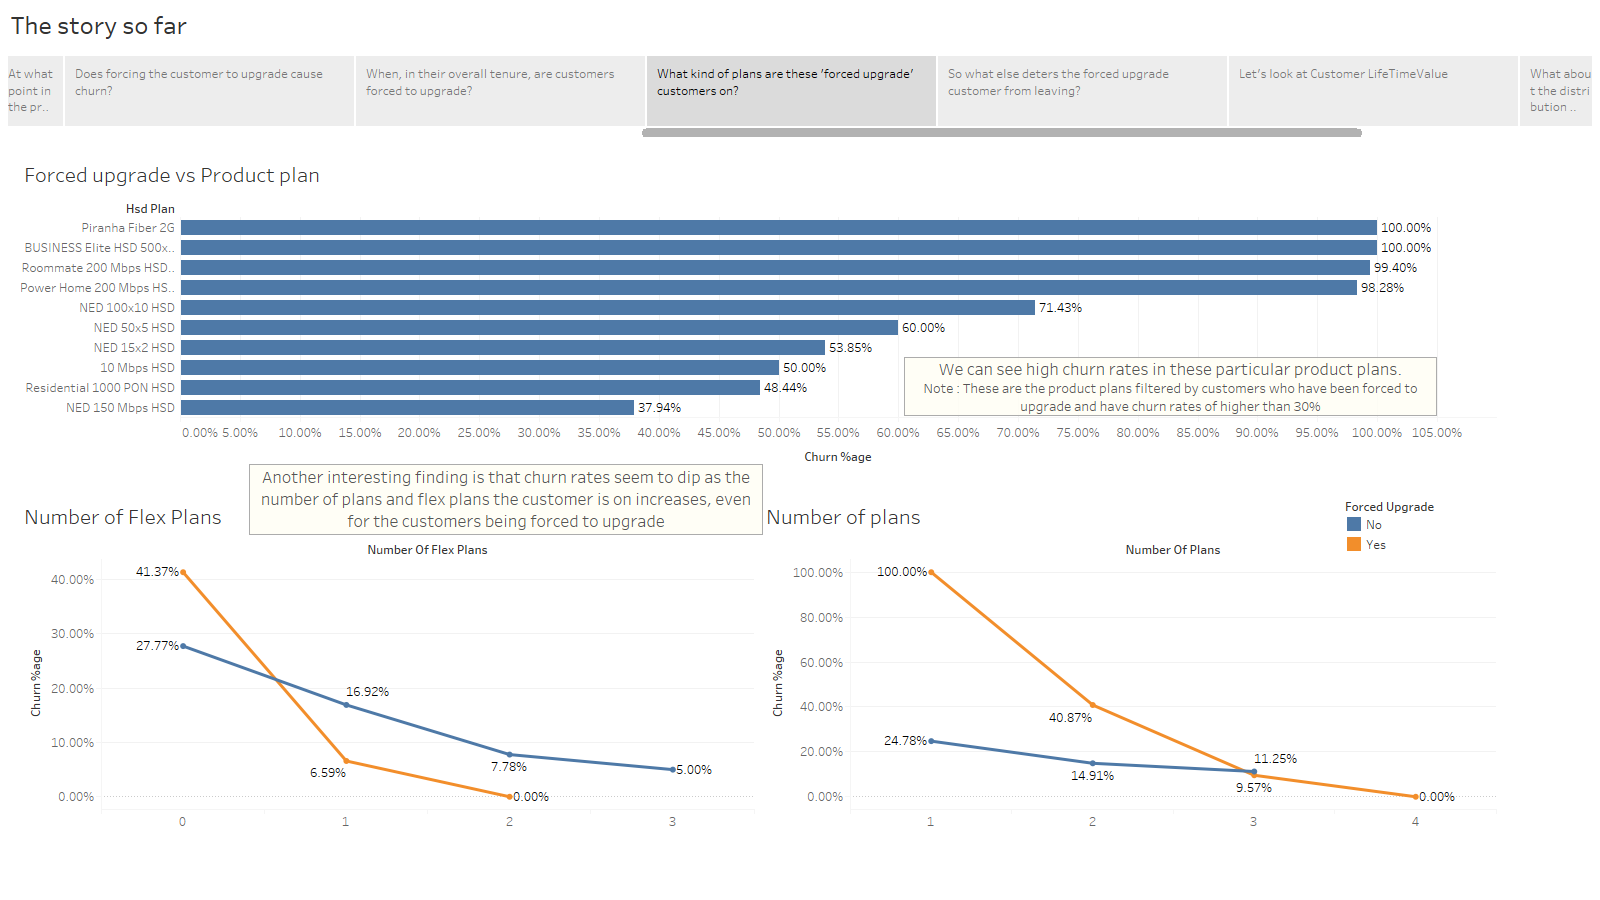 The story so far
At what
point in
the pr..
Does forcing the customer to upgrade cause
churn?
When, in their overall tenure, are customers
forced to upgrade?
What kind of plans are these ‘forced upgrade’
customers on?
So what else deters the forced upgrade
customer from leaving?
Let’s look at Customer LifeTimeValue
What abou
t the distri
bution ..
Forced upgrade vs Product plan
Hsd Plan
Piranha Fiber 2G 100.00%
BUSINESS Elite HSD 500x.. 100.00%
Roommate 200 Mbps HSD.. 99.40%
Power Home 200 Mbps HS.. 98.28%
NED 100x10 HSD 71.43%
NED 50x5 HSD 60.00%
NED 15x2 HSD 53.85%
10 Mbps HSD 50.00%
Residential 1000 PON HSD 48.44%
NED 150 Mbps HSD 37.94%
We can see high churn rates in these particular product plans.
Note : These are the product plans filtered by customers who have been forced to
upgrade and have churn rates of higher than 30%
0.00% 5.00% 10.00% 15.00% 20.00% 25.00% 30.00% 35.00% 40.00% 45.00% 50.00% 55.00% 60.00% 65.00% 70.00% 75.00% 80.00% 85.00% 90.00% 95.00% 100.00% 105.00%
Churn %age
Another interesting finding is that churn rates seem to dip as the
number of plans and flex plans the customer is on increases, even
for the customers being forced to upgrade
Number of Flex Plans
Number Of Flex Plans
Churn %age
40.00%
30.00%
20.00%
10.00%
0.00%
41.37%
27.77%
16.92%
6.59%
7.78%
0.00%
5.00%
0 1 2 3
Number of plans
Forced Upgrade
No
Yes
Number Of Plans
Churn %age
100.00%
80.00%
60.00%
40.00%
20.00%
0.00%
100.00%
40.87%
24.78%
14.91%
11.25%
9.57%
0.00%
1 2 3 4